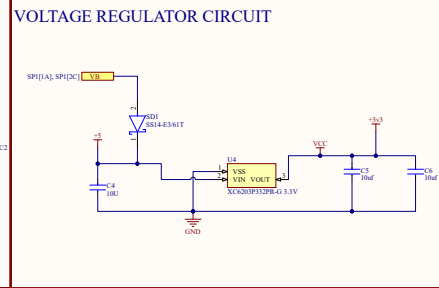 VOLTAGE REGULATOR CIRCUIT
SP1[1A], SP1[2C]
VB
2
SD1
SS14-E3/61T
1
+5
C2
C4
10U
U4
1
VSS
2
VIN VOUT
3
XC6203P332PR-G 3.3V
VCC
+3v3
C5
10uf
C6
10uf
GND